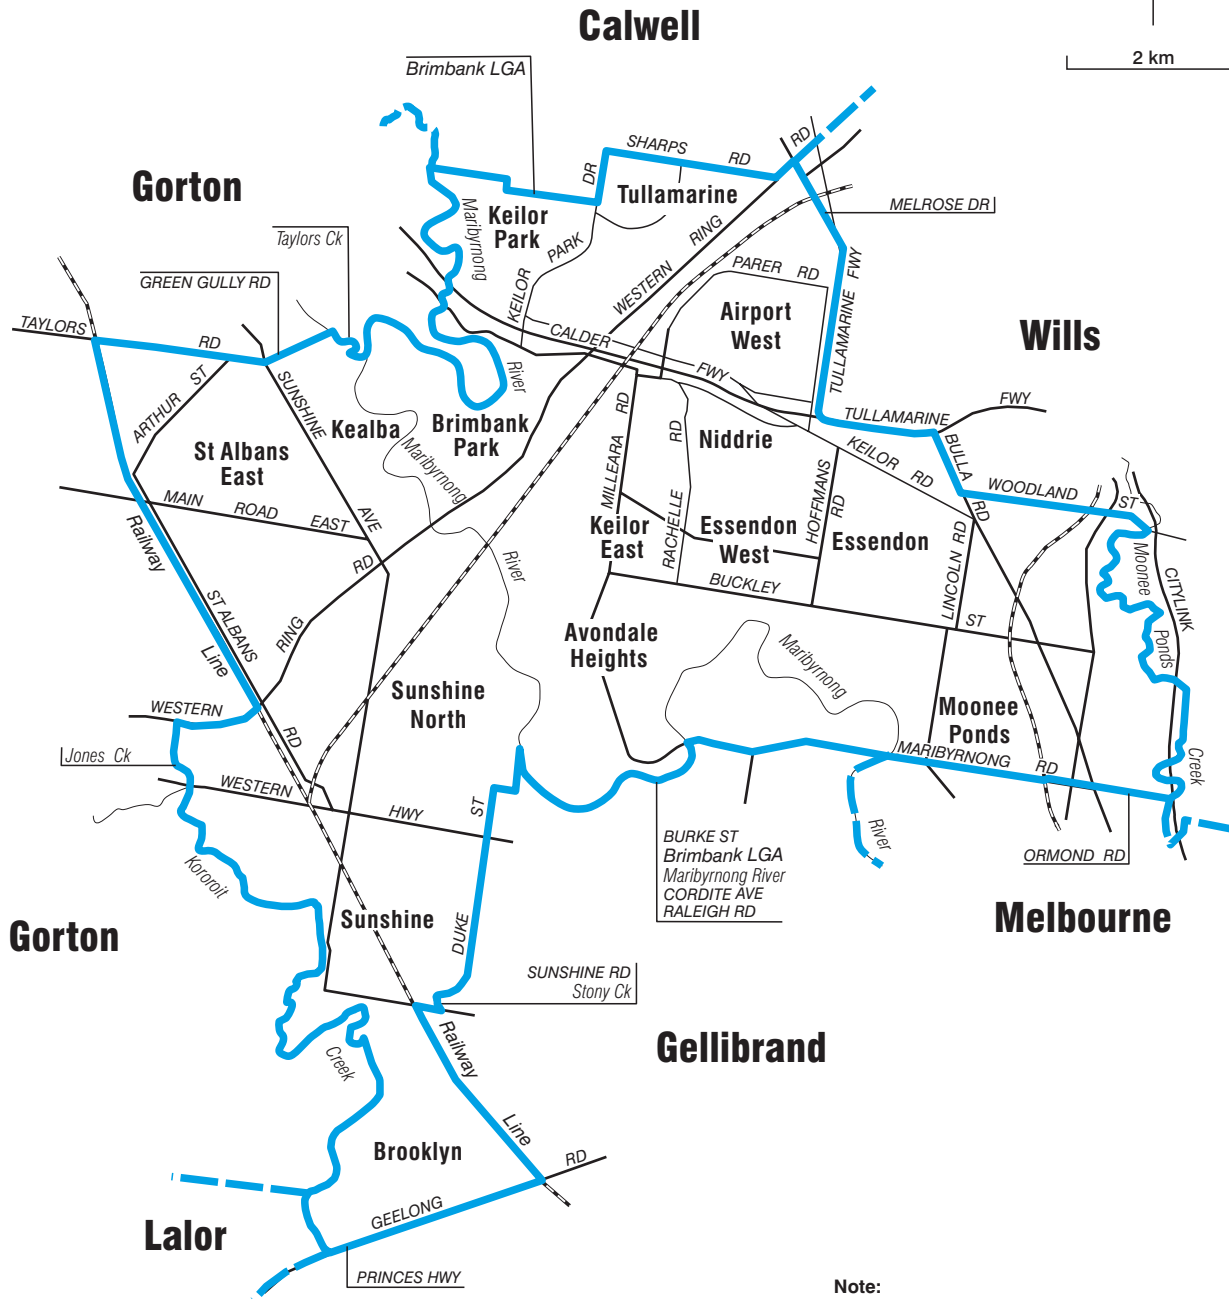 Calwell
2 km
Brimbank LGA
RD
SHARPS RD
DR
Tullamarine
Gorton
MELROSE DR
Keilor
Park
Maribyrnong
Taylors Ck
PARK
RING
KEILOR
WESTERN
PARER RD
TULLAMARINE FWY
GREEN GULLY RD
Airport
West
TAYLORS RD
CALDER FWY
Wills
River
ARTHUR ST
SUNSHINE AVE
FWY
TULLAMARINE
Kealba
Brimbank
Park
Niddrie
MILLEARA RD
RACHELLE RD
KEILOR RD
BULLA RD
St Albans
East
Maribyrnong
River
HOFFMANS RD
WOODLAND ST
MAIN ROAD EAST
Railway
Line
Keilor
East
Essendon
West
Essendon
LINCOLN RD
Moonee
Ponds
Creek
CITYLINK
RING RD
BUCKLEY ST
ST ALBANS RD
Avondale
Heights
Maribyrnong
River
Sunshine
North
Moonee
Ponds
WESTERN
MARIBYRNONG RD
Jones Ck
WESTERN HWY
DUKE ST
Kororoit
Creek
BURKE ST
Brimbank LGA
Maribyrnong River
CORDITE AVE
RALEIGH RD
ORMOND RD
Sunshine
Gorton
Melbourne
SUNSHINE RD
Stony Ck
Gellibrand
Railway
Line
Brooklyn
RD
GEELONG
Lalor
PRINCES HWY
Note: